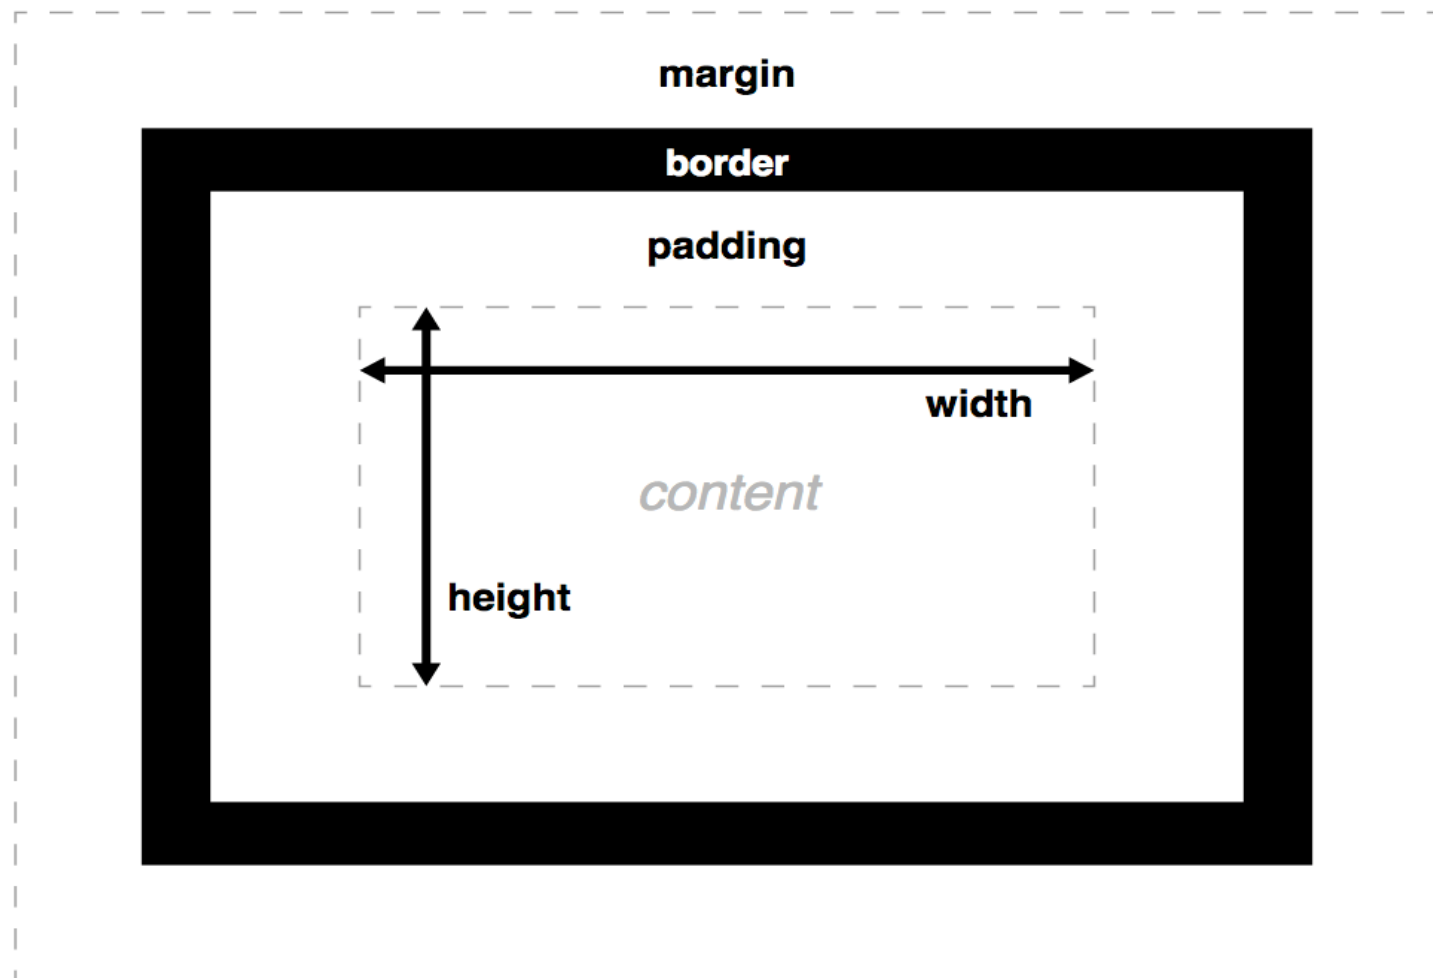 margin
border
padding
width
content
height